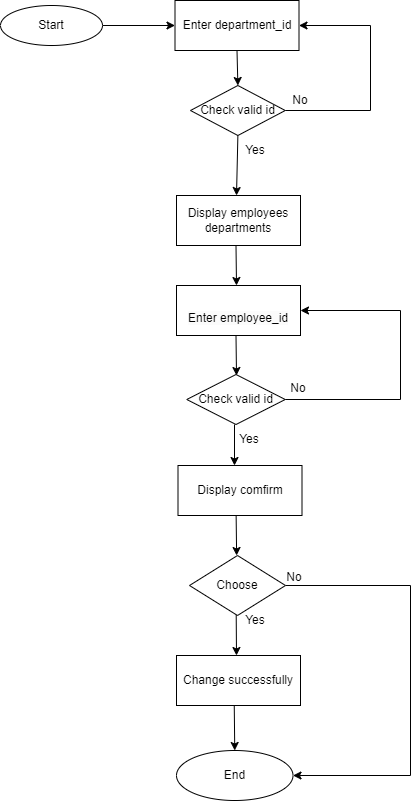 Start
Enter department_id
Check valid id
No
Yes
Display employees
departments
Enter employee_id
Check valid id
No
Yes
Display comfirm
Choose
No
Yes
Change successfully
End